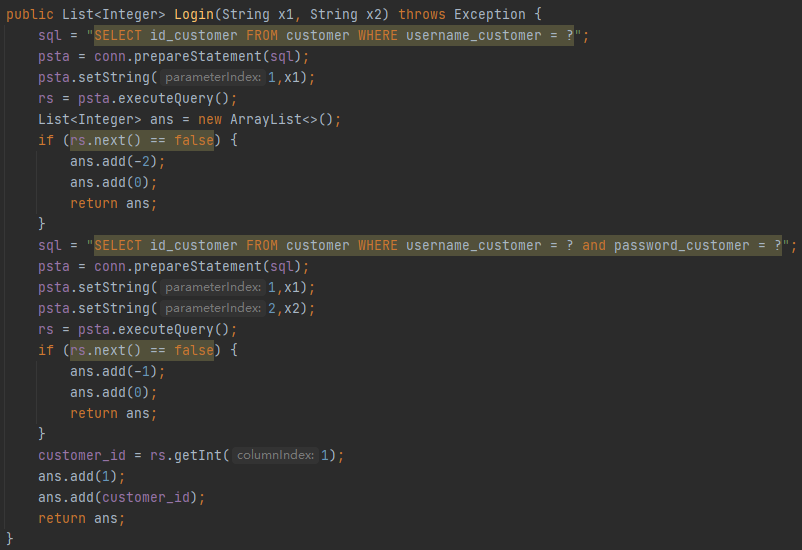 public List<Integer> Login(String x1, String x2) throws Exception {
sql = "SELECT id_customer FROM customer WHERE username_customer = ?";
psta = conn.prepareStatement(sql);
psta.setString( parameterIndex: 1,x1);
rs = psta.executeQuery();
List<Integer> ans = new ArrayList<>();
if (rs.next() == false) {
ans.add(-2);
ans.add(0);
return ans;
}
sql = "SELECT id_customer FROM customer WHERE username_customer = ? and password_customer = ?";
psta = conn.prepareStatement(sql);
psta.setString( parameterIndex: 1,x1);
psta.setString( parameterIndex: 2,x2);
rs = psta.executeQuery();
if (rs.next() == false) {
ans.add(-1);
ans.add(0);
return ans;
}
customer_id = rs.getInt( columnIndex: 1);
ans.add(1);
ans.add(customer_id);
return ans;
}